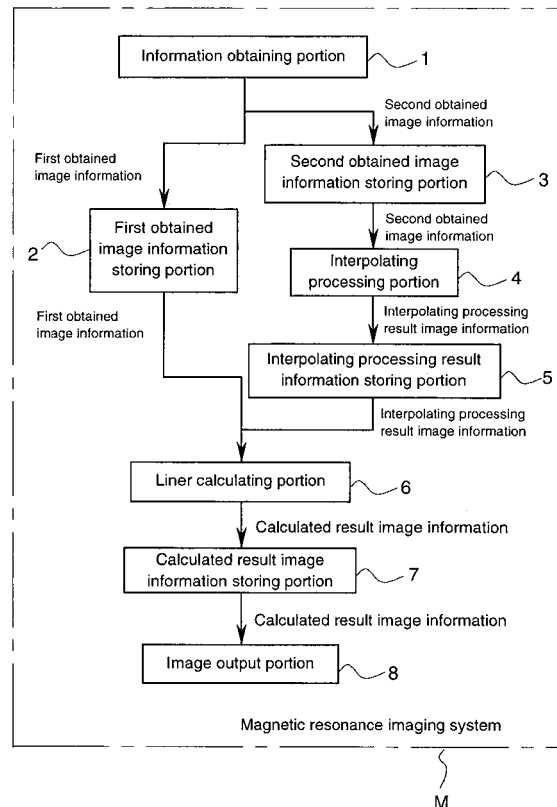 Information obtaining portion
1
Second obtained
image information
First obtained
image information
Second obtained image
information storing portion
3
First obtained
image information
storing portion
2
Second obtained
image information
Interpolating
processing portion
4
First obtained
image information
Interpolating processing
result image information
Interpolating processing result
information storing portion
5
Interpolating processing
result image information
Liner calculating portion
6
Calculated result image information
Calculated result image
information storing portion
7
Calculated result image information
Image output portion
8
Magnetic resonance imaging system
M